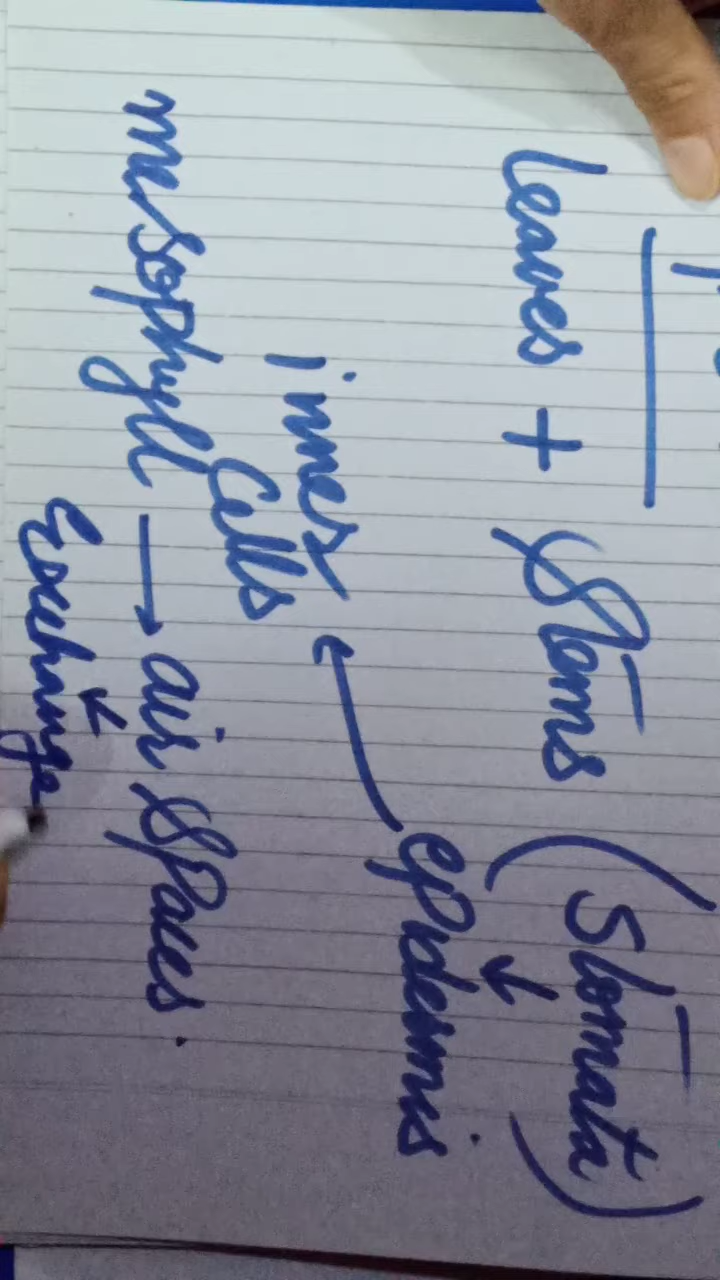 Leaves + Stems (Stomata)
↓
epidermis
←
inner
cells
mesophyll → air spaces.
↓
Exchange